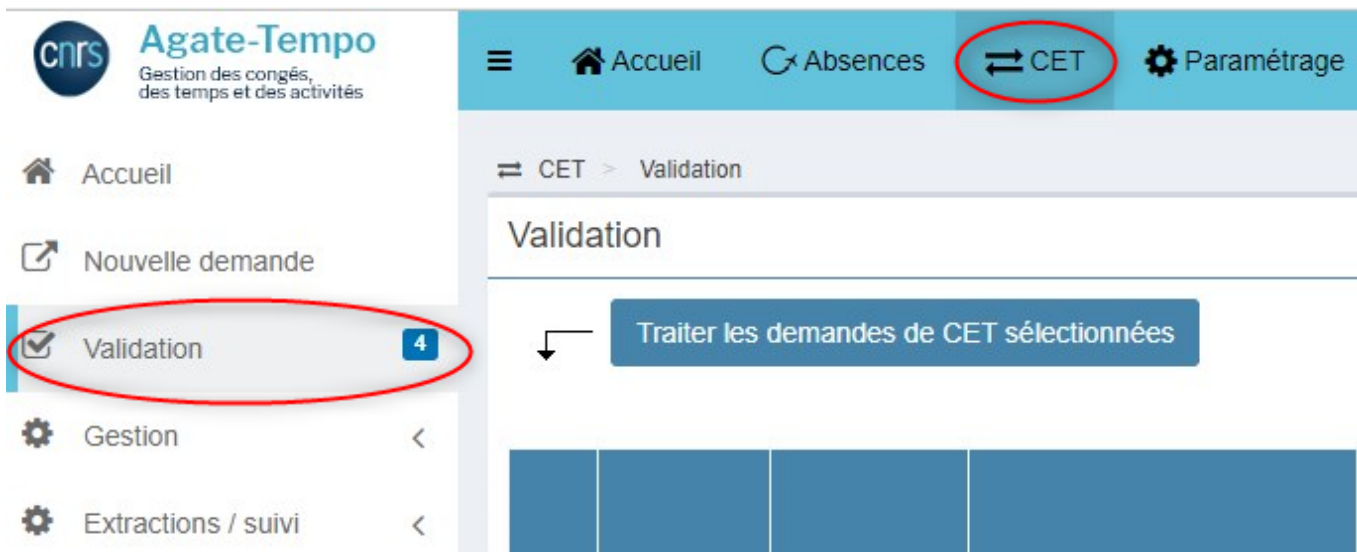 cnrs
Agate-Tempo
Gestion des congés,
des temps et des activités
Accueil
Absences
CET
Paramétrage
Accueil
Nouvelle demande
Validation 4
Gestion
Extractions / suivi
CET > Validation
Validation
Traiter les demandes de CET sélectionnées